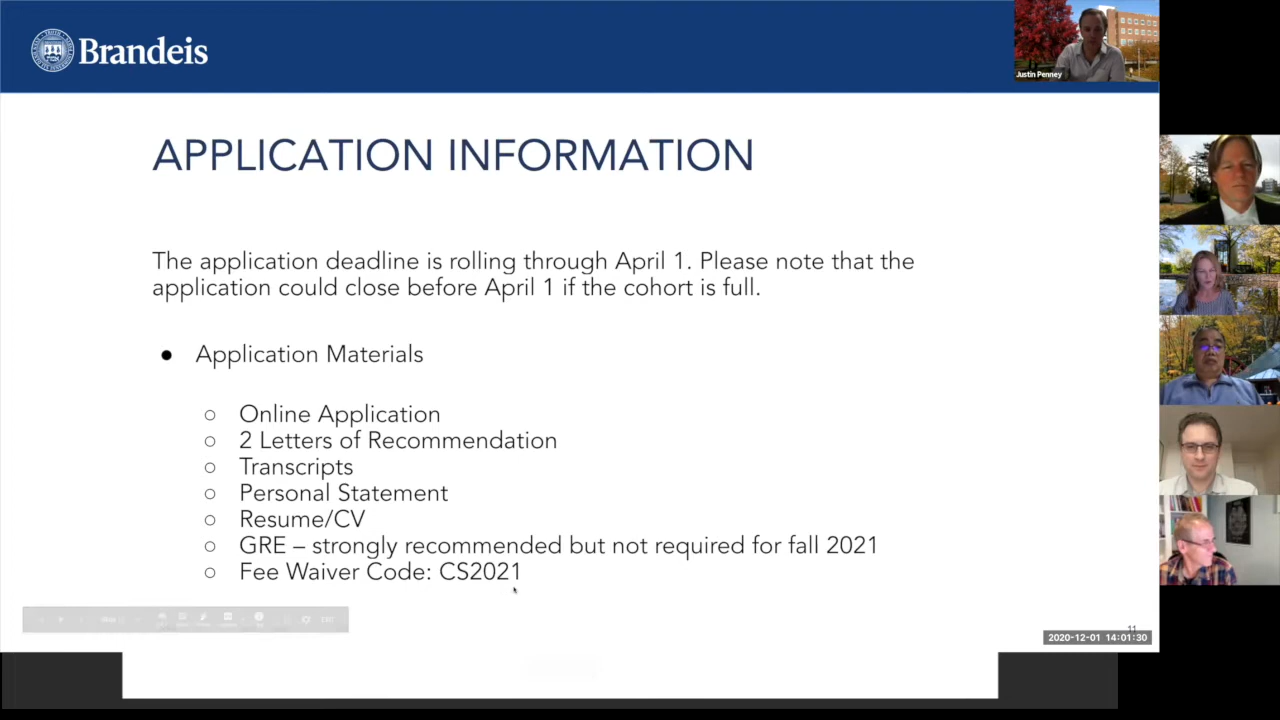 Brandeis
Justin Penney
APPLICATION INFORMATION
The application deadline is rolling through April 1. Please note that the
application could close before April 1 if the cohort is full.
● Application Materials
○ Online Application
○ 2 Letters of Recommendation
○ Transcripts
○ Personal Statement
○ Resume/CV
○ GRE – strongly recommended but not required for fall 2021
○ Fee Waiver Code: CS2021
11
2020-12-01 14:01:30